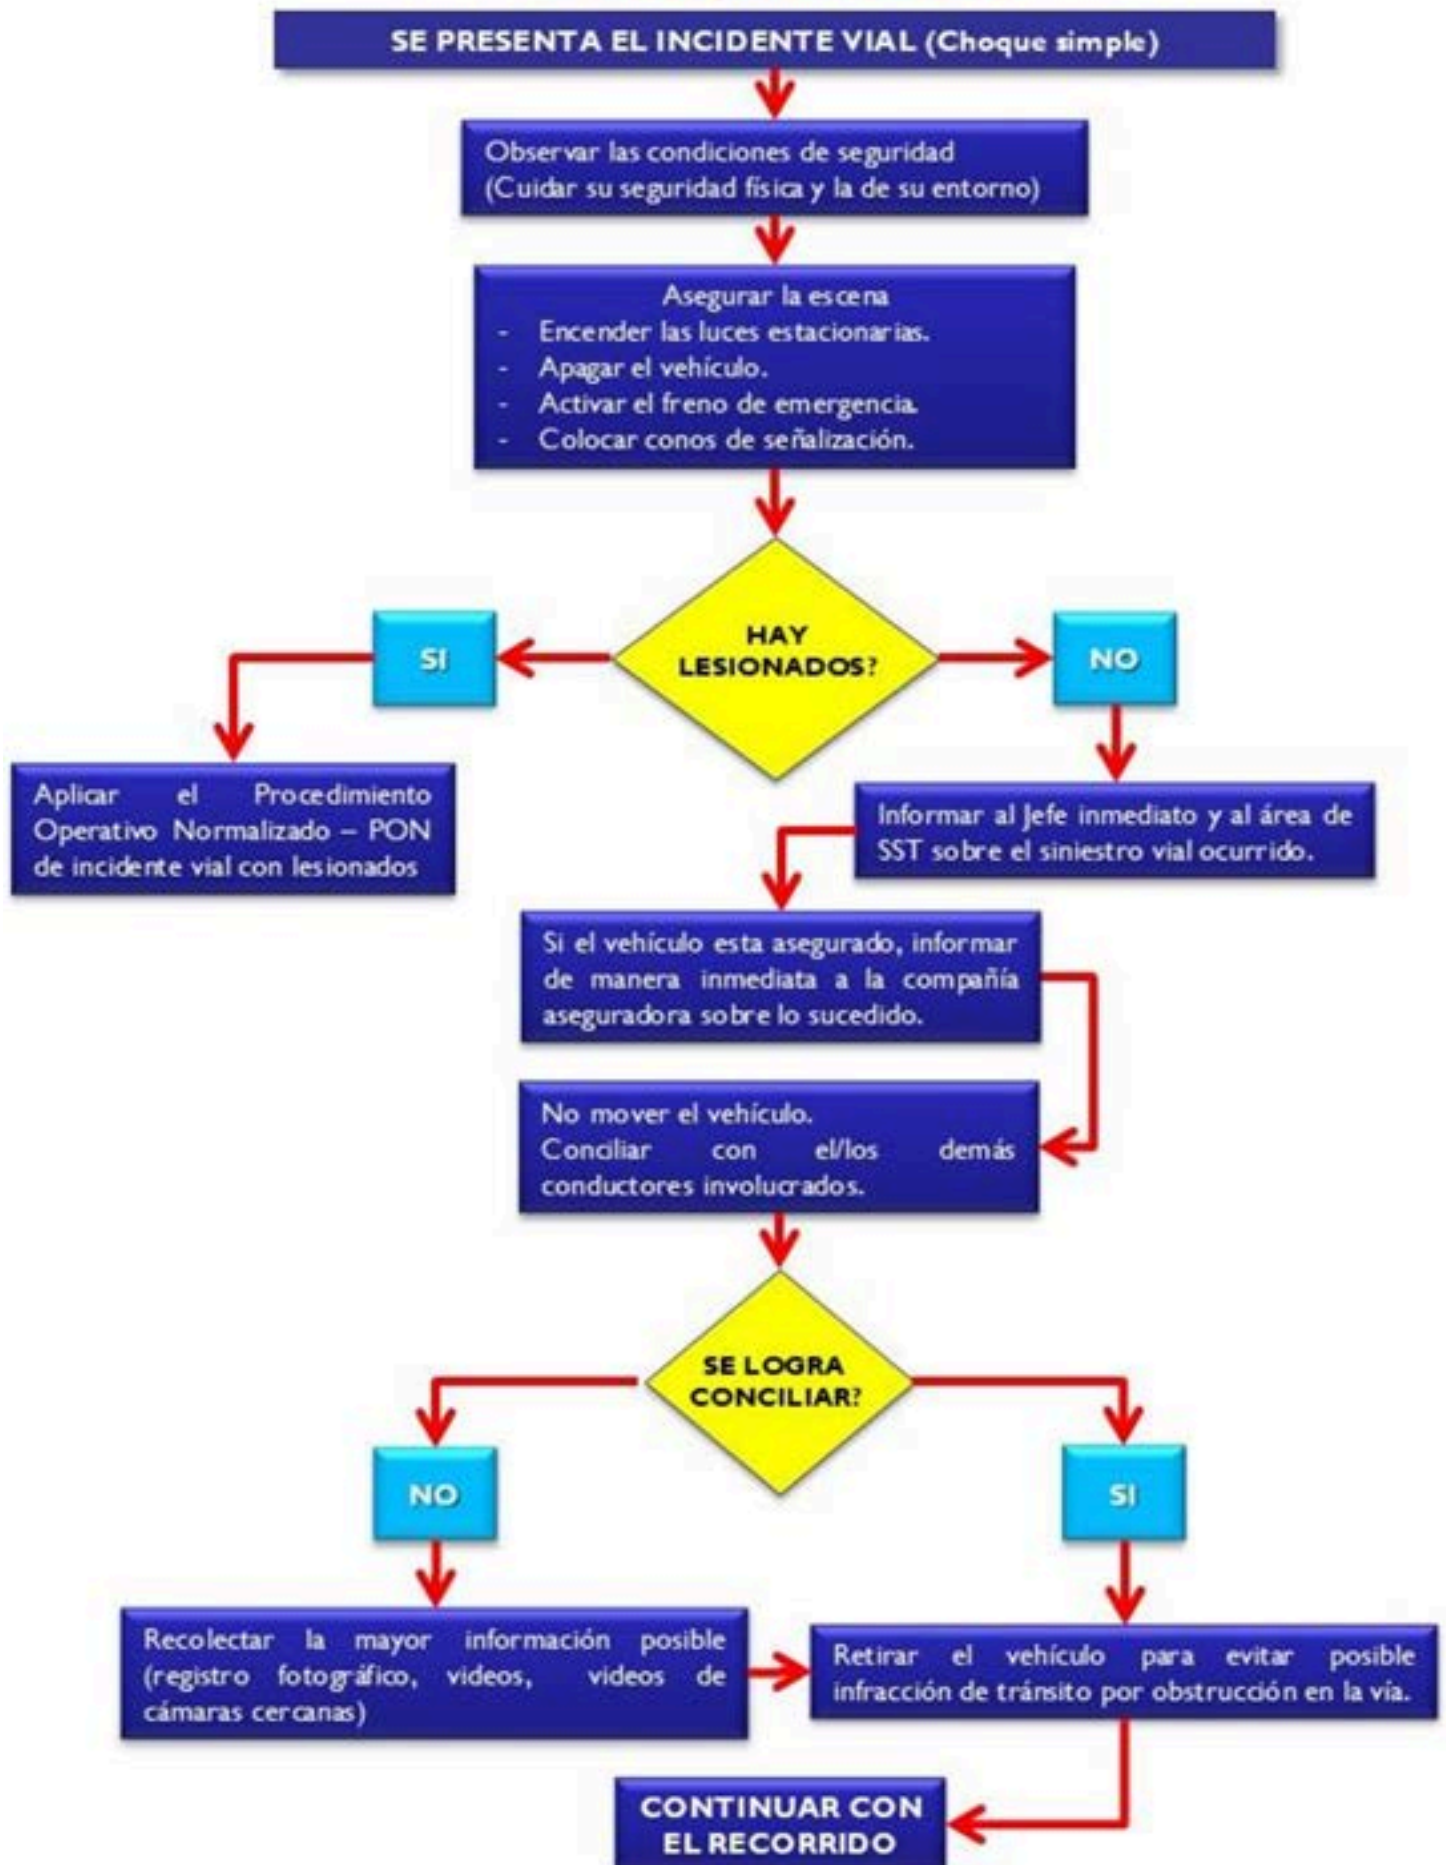 SE PRESENTA EL INCIDENTE VIAL (Choque simple)
Observar las condiciones de seguridad
(Cuidar su seguridad física y la de su entorno)
Asegurar la escena
- Encender las luces estacionarias.
- Apagar el vehículo.
- Activar el freno de emergencia.
- Colocar conos de señalización.
HAY
LESIONADOS?
SI
NO
Aplicar el Procedimiento
Operativo Normalizado – PON
de incidente vial con lesionados
Informar al Jefe inmediato y al área de
SST sobre el siniestro vial ocurrido.
Si el vehículo esta asegurado, informar
de manera inmediata a la compañía
aseguradora sobre lo sucedido.
No mover el vehículo.
Conciliar con el/los demás
conductores involucrados.
SE LOGRA
CONCILIAR?
NO
SI
Recolectar la mayor información posible
(registro fotográfico, videos, videos de
cámaras cercanas)
Retirar el vehículo para evitar posible
infracción de tránsito por obstrucción en la vía.
CONTINUAR CON
EL RECORRIDO